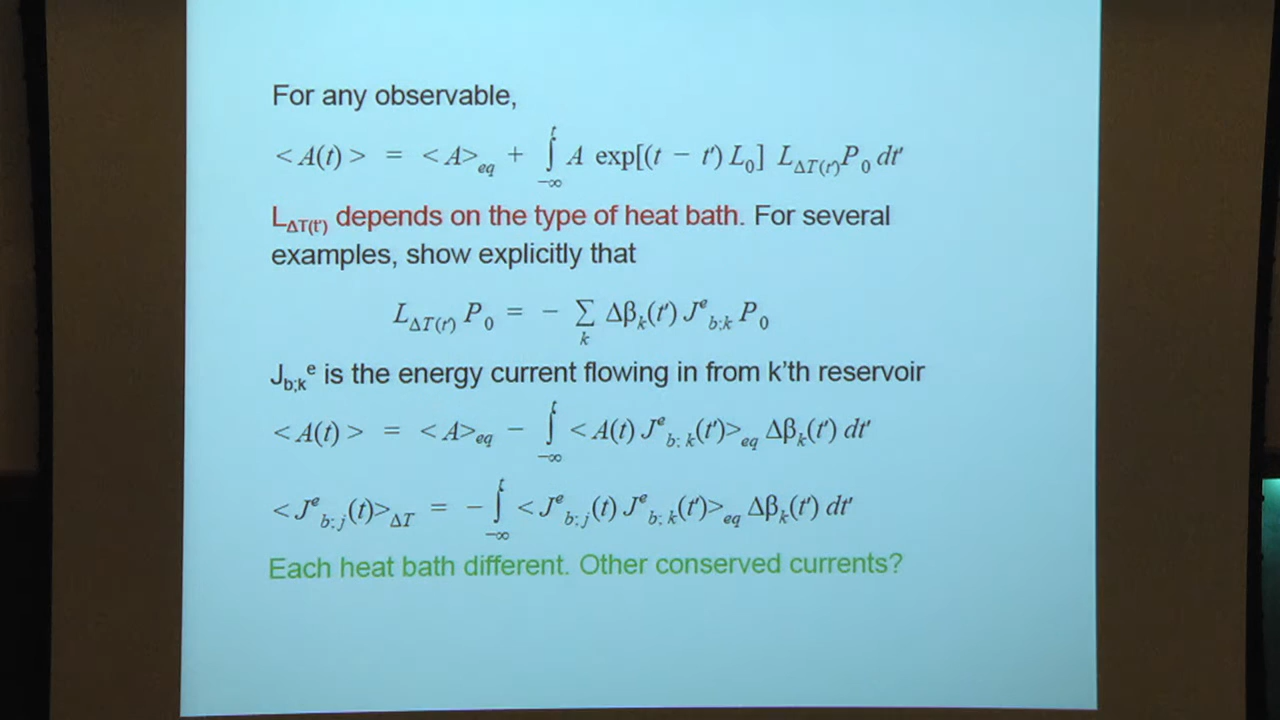 For any observable,
< A(t) > = < A >_eq + ∫_{-∞}^{t} A exp[(t − t′) L_0] L_{ΔT(t′)} P_0 dt′
L_{ΔT(t′)} depends on the type of heat bath. For several
examples, show explicitly that
L_{ΔT(t′)} P_0 = − Σ_k Δβ_k(t′) J^e_{b;k} P_0
J_{b;k}^e is the energy current flowing in from k'th reservoir
< A(t) > = < A >_eq − ∫_{-∞}^{t} < A(t) J^e_{b;k}(t′) >_eq Δβ_k(t′) dt′
< J^e_{b;j}(t) >_{ΔT} = − ∫_{-∞}^{t} < J^e_{b;j}(t) J^e_{b;k}(t′) >_eq Δβ_k(t′) dt′
Each heat bath different. Other conserved currents?